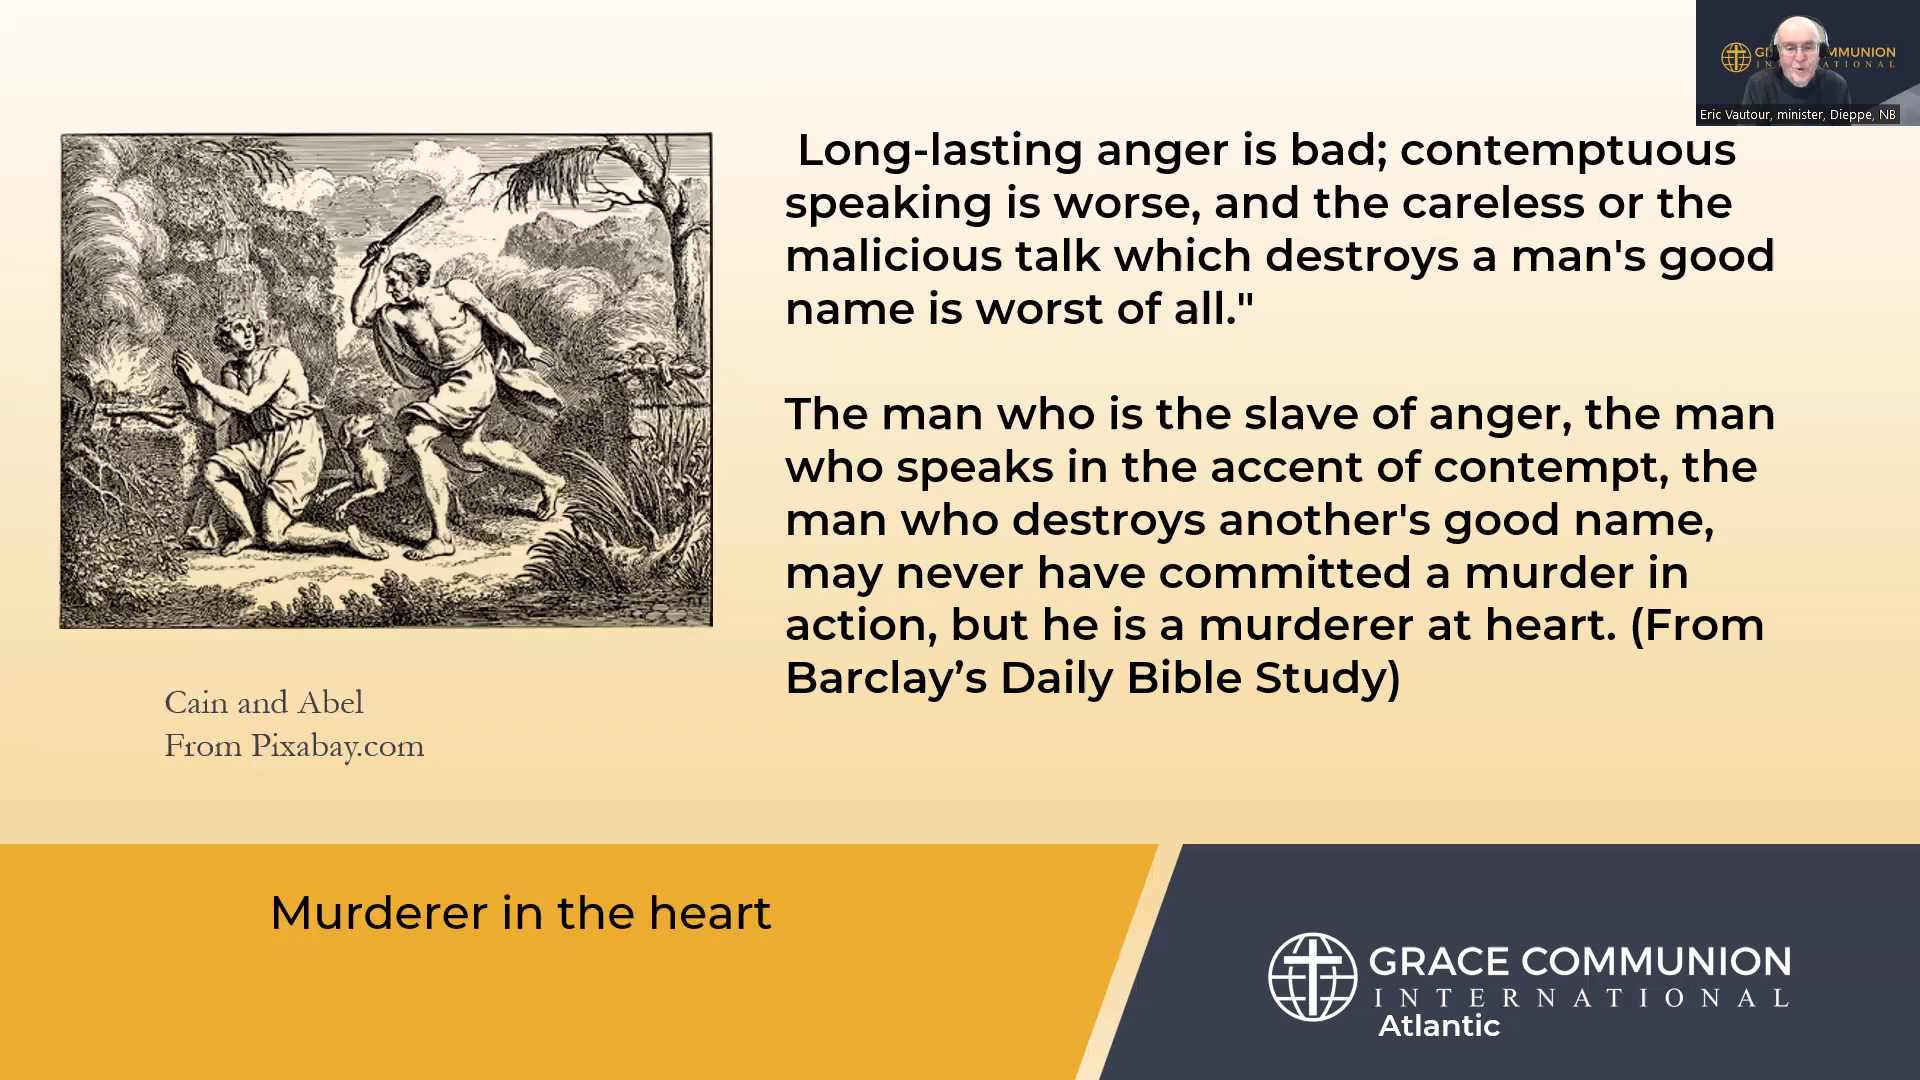 GRACE COMMUNION
INTERNATIONAL
Eric Vautour, minister, Dieppe, NB
Long-lasting anger is bad; contemptuous
speaking is worse, and the careless or the
malicious talk which destroys a man's good
name is worst of all."
The man who is the slave of anger, the man
who speaks in the accent of contempt, the
man who destroys another's good name,
may never have committed a murder in
action, but he is a murderer at heart. (From
Barclay’s Daily Bible Study)
Cain and Abel
From Pixabay.com
Murderer in the heart
GRACE COMMUNION
INTERNATIONAL
Atlantic